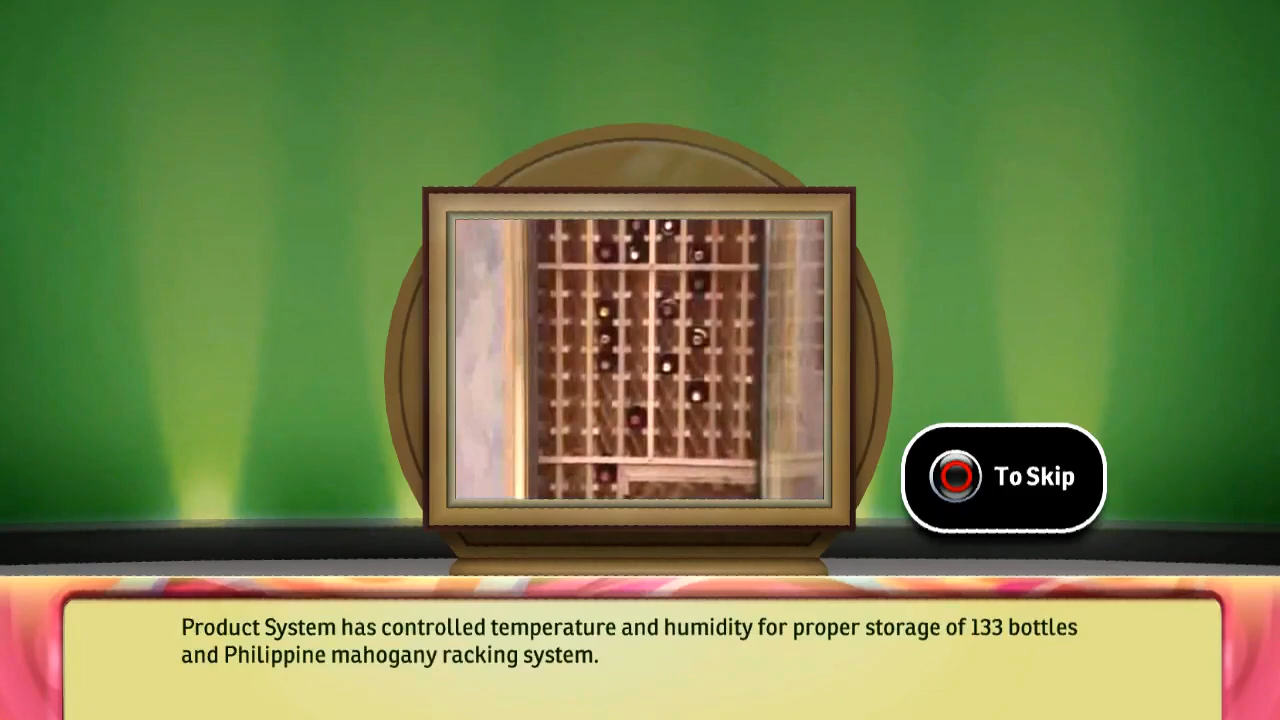 To Skip
Product System has controlled temperature and humidity for proper storage of 133 bottles
and Philippine mahogany racking system.